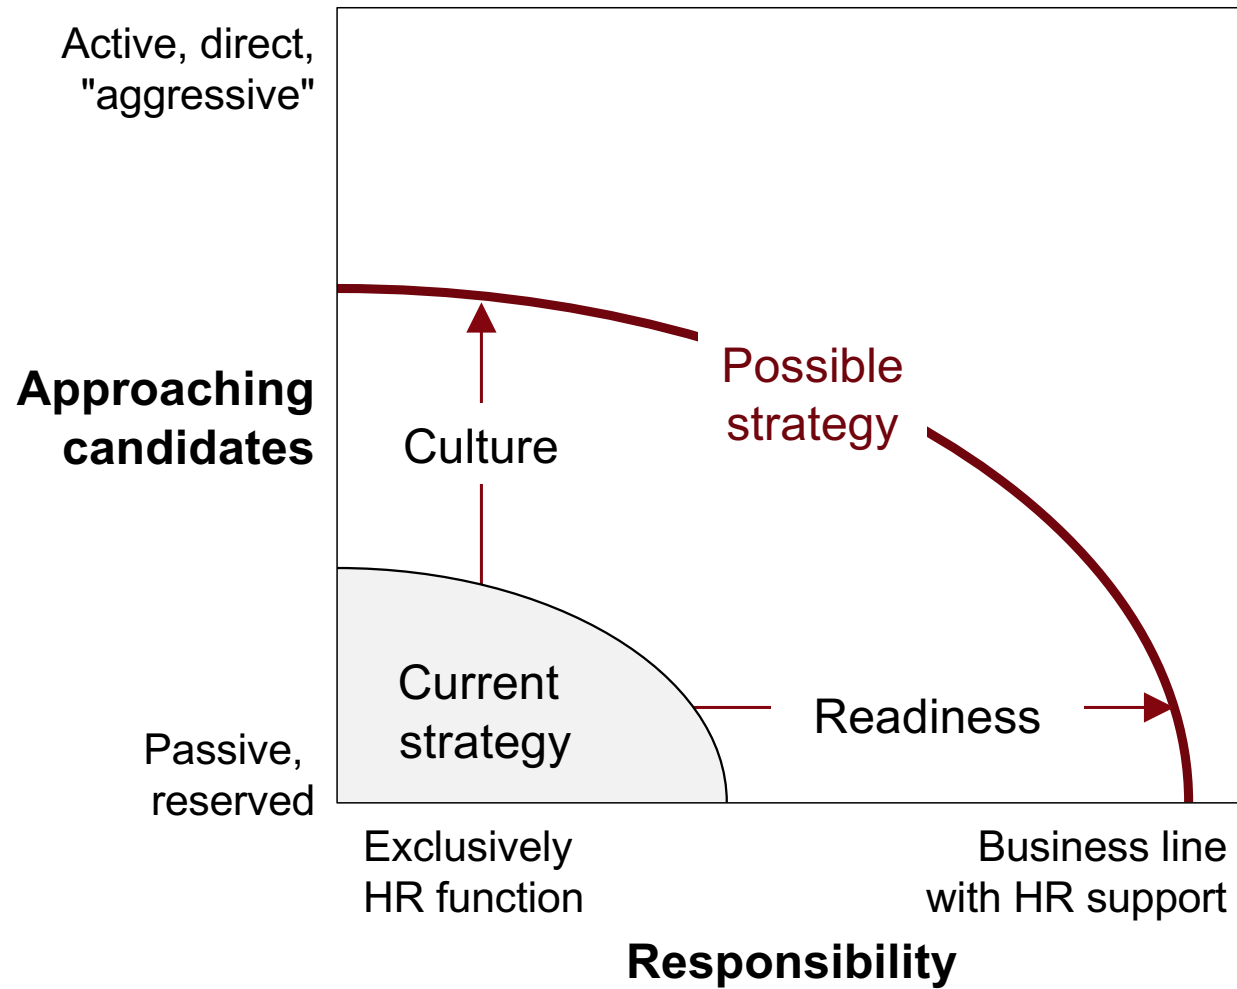 Active, direct,
"aggressive"
Approaching
candidates
Possible
strategy
Culture
Current
strategy
Readiness
Passive,
reserved
Exclusively
HR function
Business line
with HR support
Responsibility